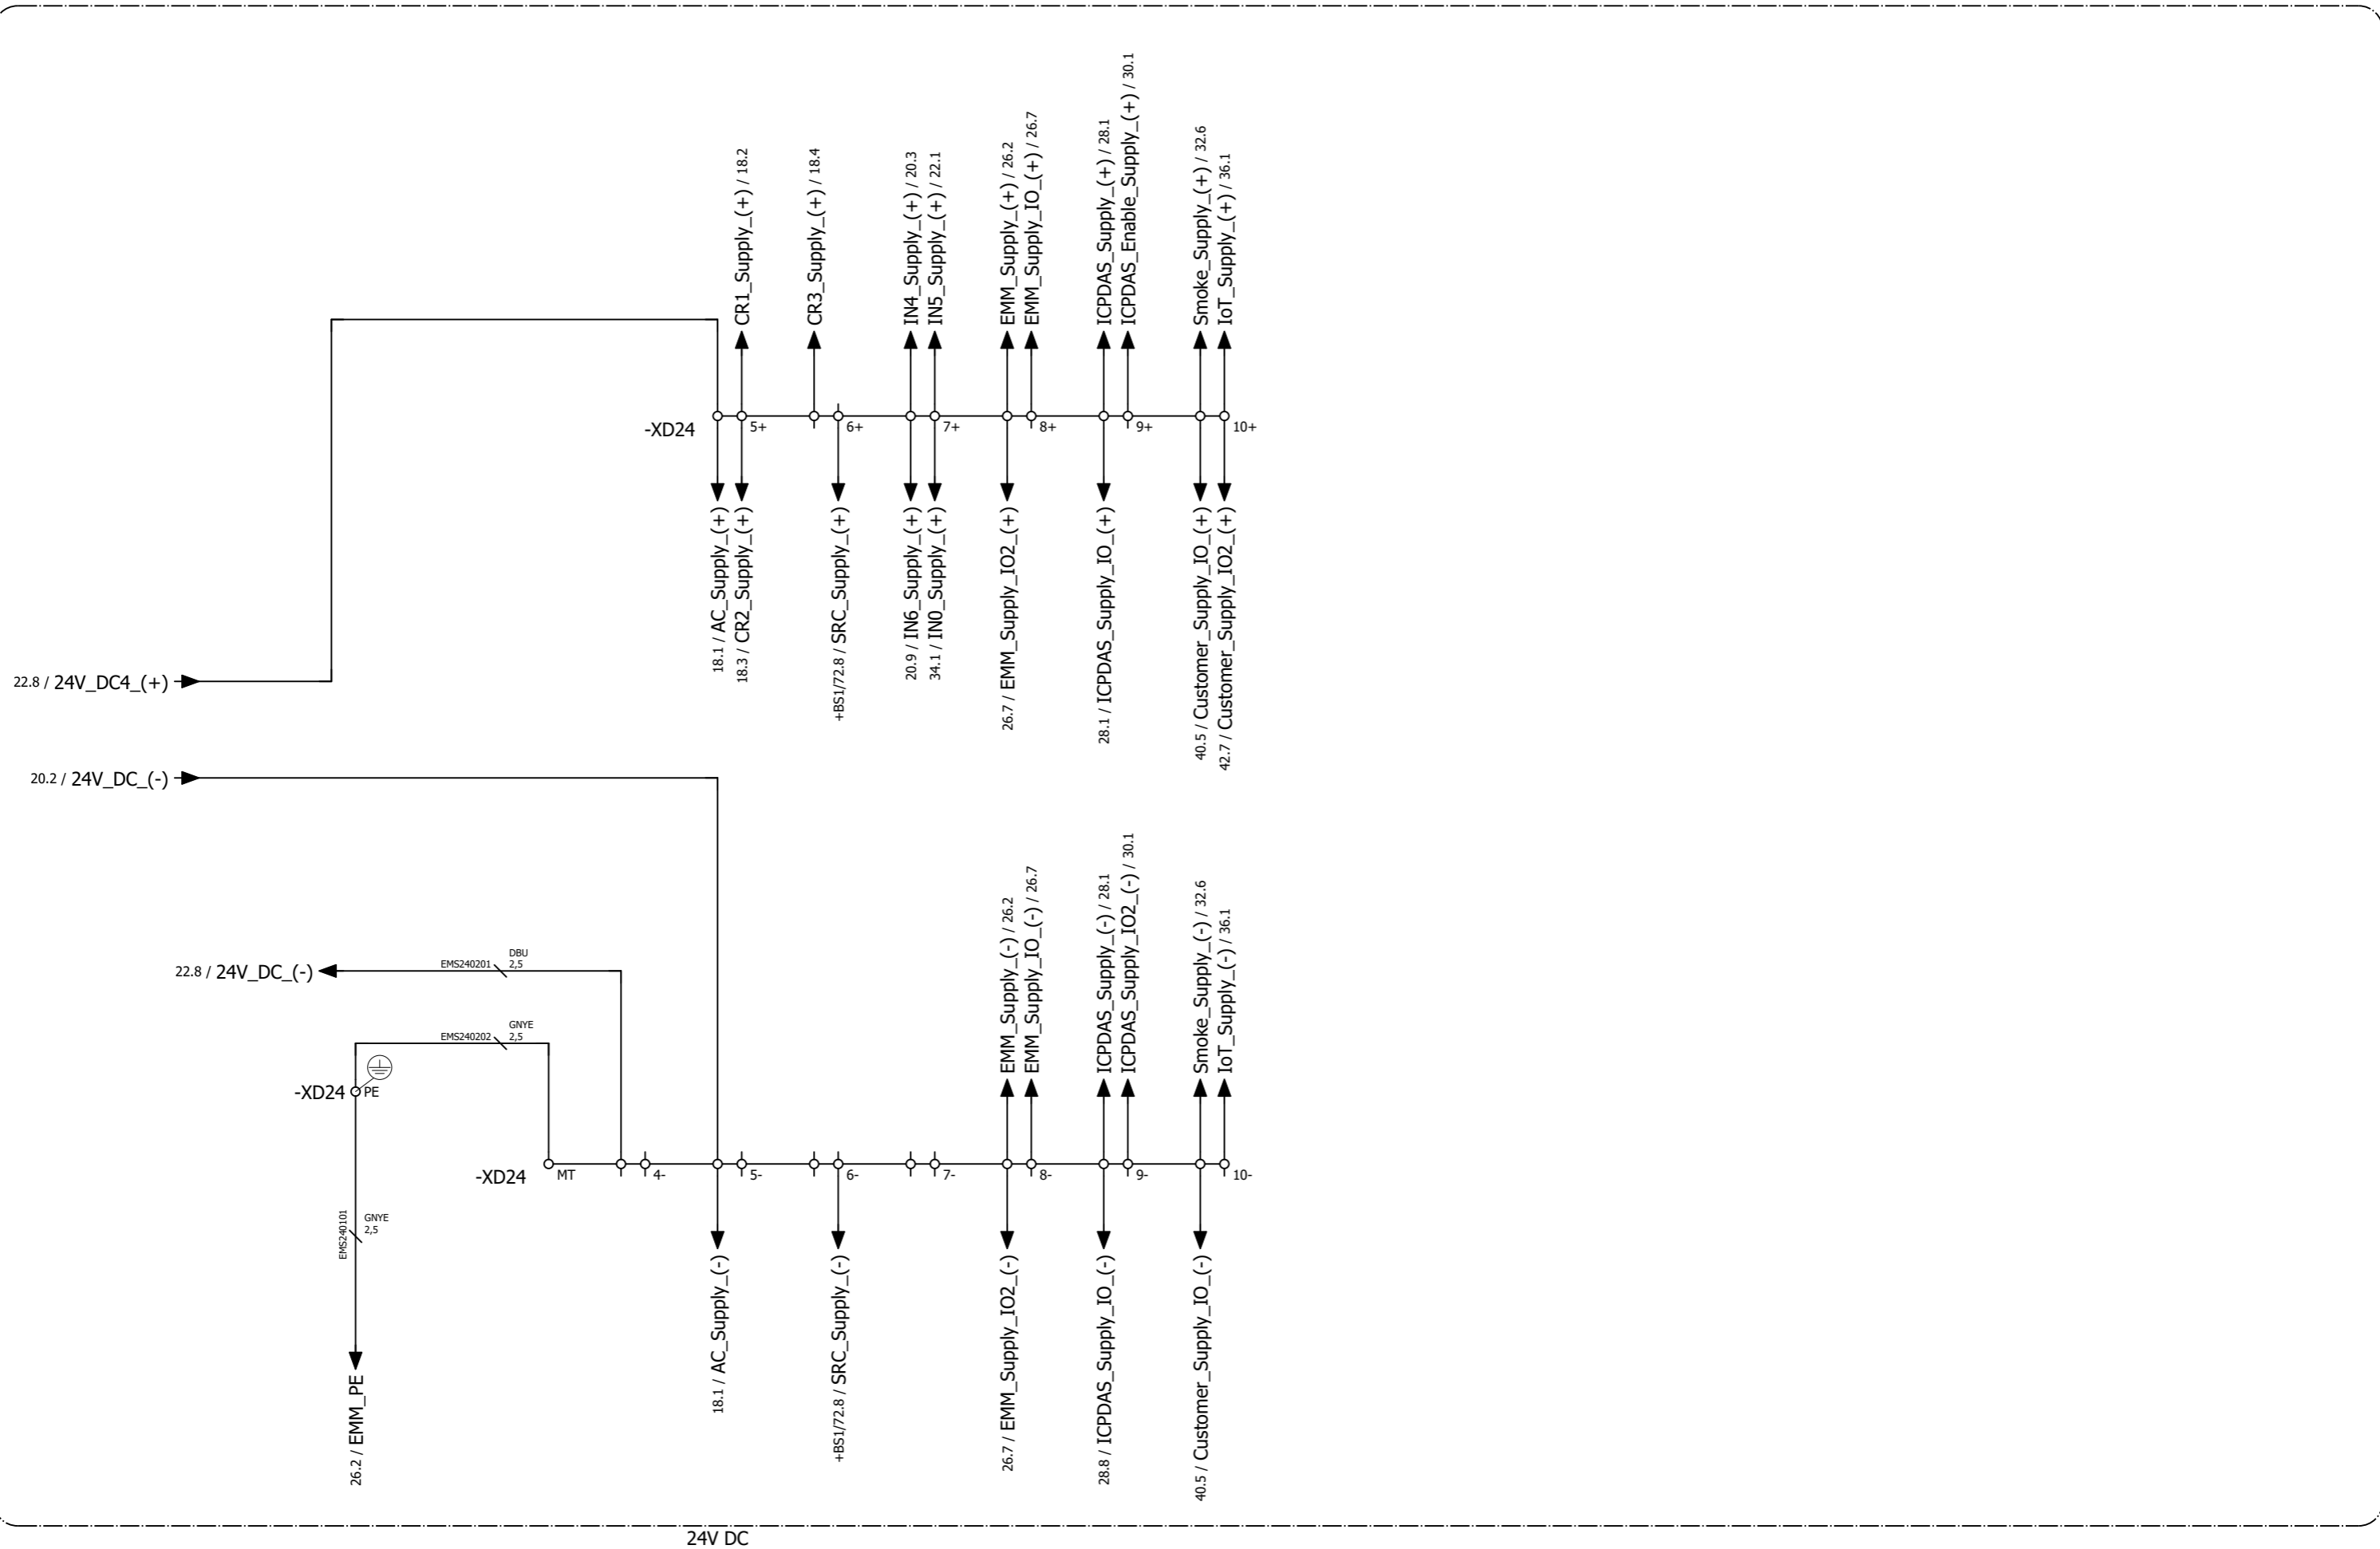 CR1_Supply_(+) / 18.2
CR3_Supply_(+) / 18.4
IN4_Supply_(+) / 20.3
IN5_Supply_(+) / 22.1
EMM_Supply_(+) / 26.2
EMM_Supply_IO_(+) / 26.7
ICPDAS_Supply_(+) / 28.1
ICPDAS_Enable_Supply_(+) / 30.1
Smoke_Supply_(+) / 32.6
IoT_Supply_(+) / 36.1
-XD24
5+
6+
7+
8+
9+
10+
18.1 / AC_Supply_(+)
18.3 / CR2_Supply_(+)
+BS1/72.8 / SRC_Supply_(+)
20.9 / IN6_Supply_(+)
34.1 / IN0_Supply_(+)
26.7 / EMM_Supply_IO2_(+)
28.1 / ICPDAS_Supply_IO_(+)
40.5 / Customer_Supply_IO_(+)
42.7 / Customer_Supply_IO2_(+)
22.8 / 24V_DC4_(+)
20.2 / 24V_DC_(-)
EMM_Supply_(-) / 26.2
EMM_Supply_IO_(-) / 26.7
ICPDAS_Supply_(-) / 28.1
ICPDAS_Supply_IO2_(-) / 30.1
Smoke_Supply_(-) / 32.6
IoT_Supply_(-) / 36.1
22.8 / 24V_DC_(-)
EMS240201
DBU
2,5
EMS240202
GNYE
2,5
-XD24
PE
-XD24
MT
4-
5-
6-
7-
8-
9-
10-
EMS240101
GNYE
2,5
26.2 / EMM_PE
18.1 / AC_Supply_(-)
+BS1/72.8 / SRC_Supply_(-)
26.7 / EMM_Supply_IO2_(-)
28.8 / ICPDAS_Supply_IO_(-)
40.5 / Customer_Supply_IO_(-)
24V DC